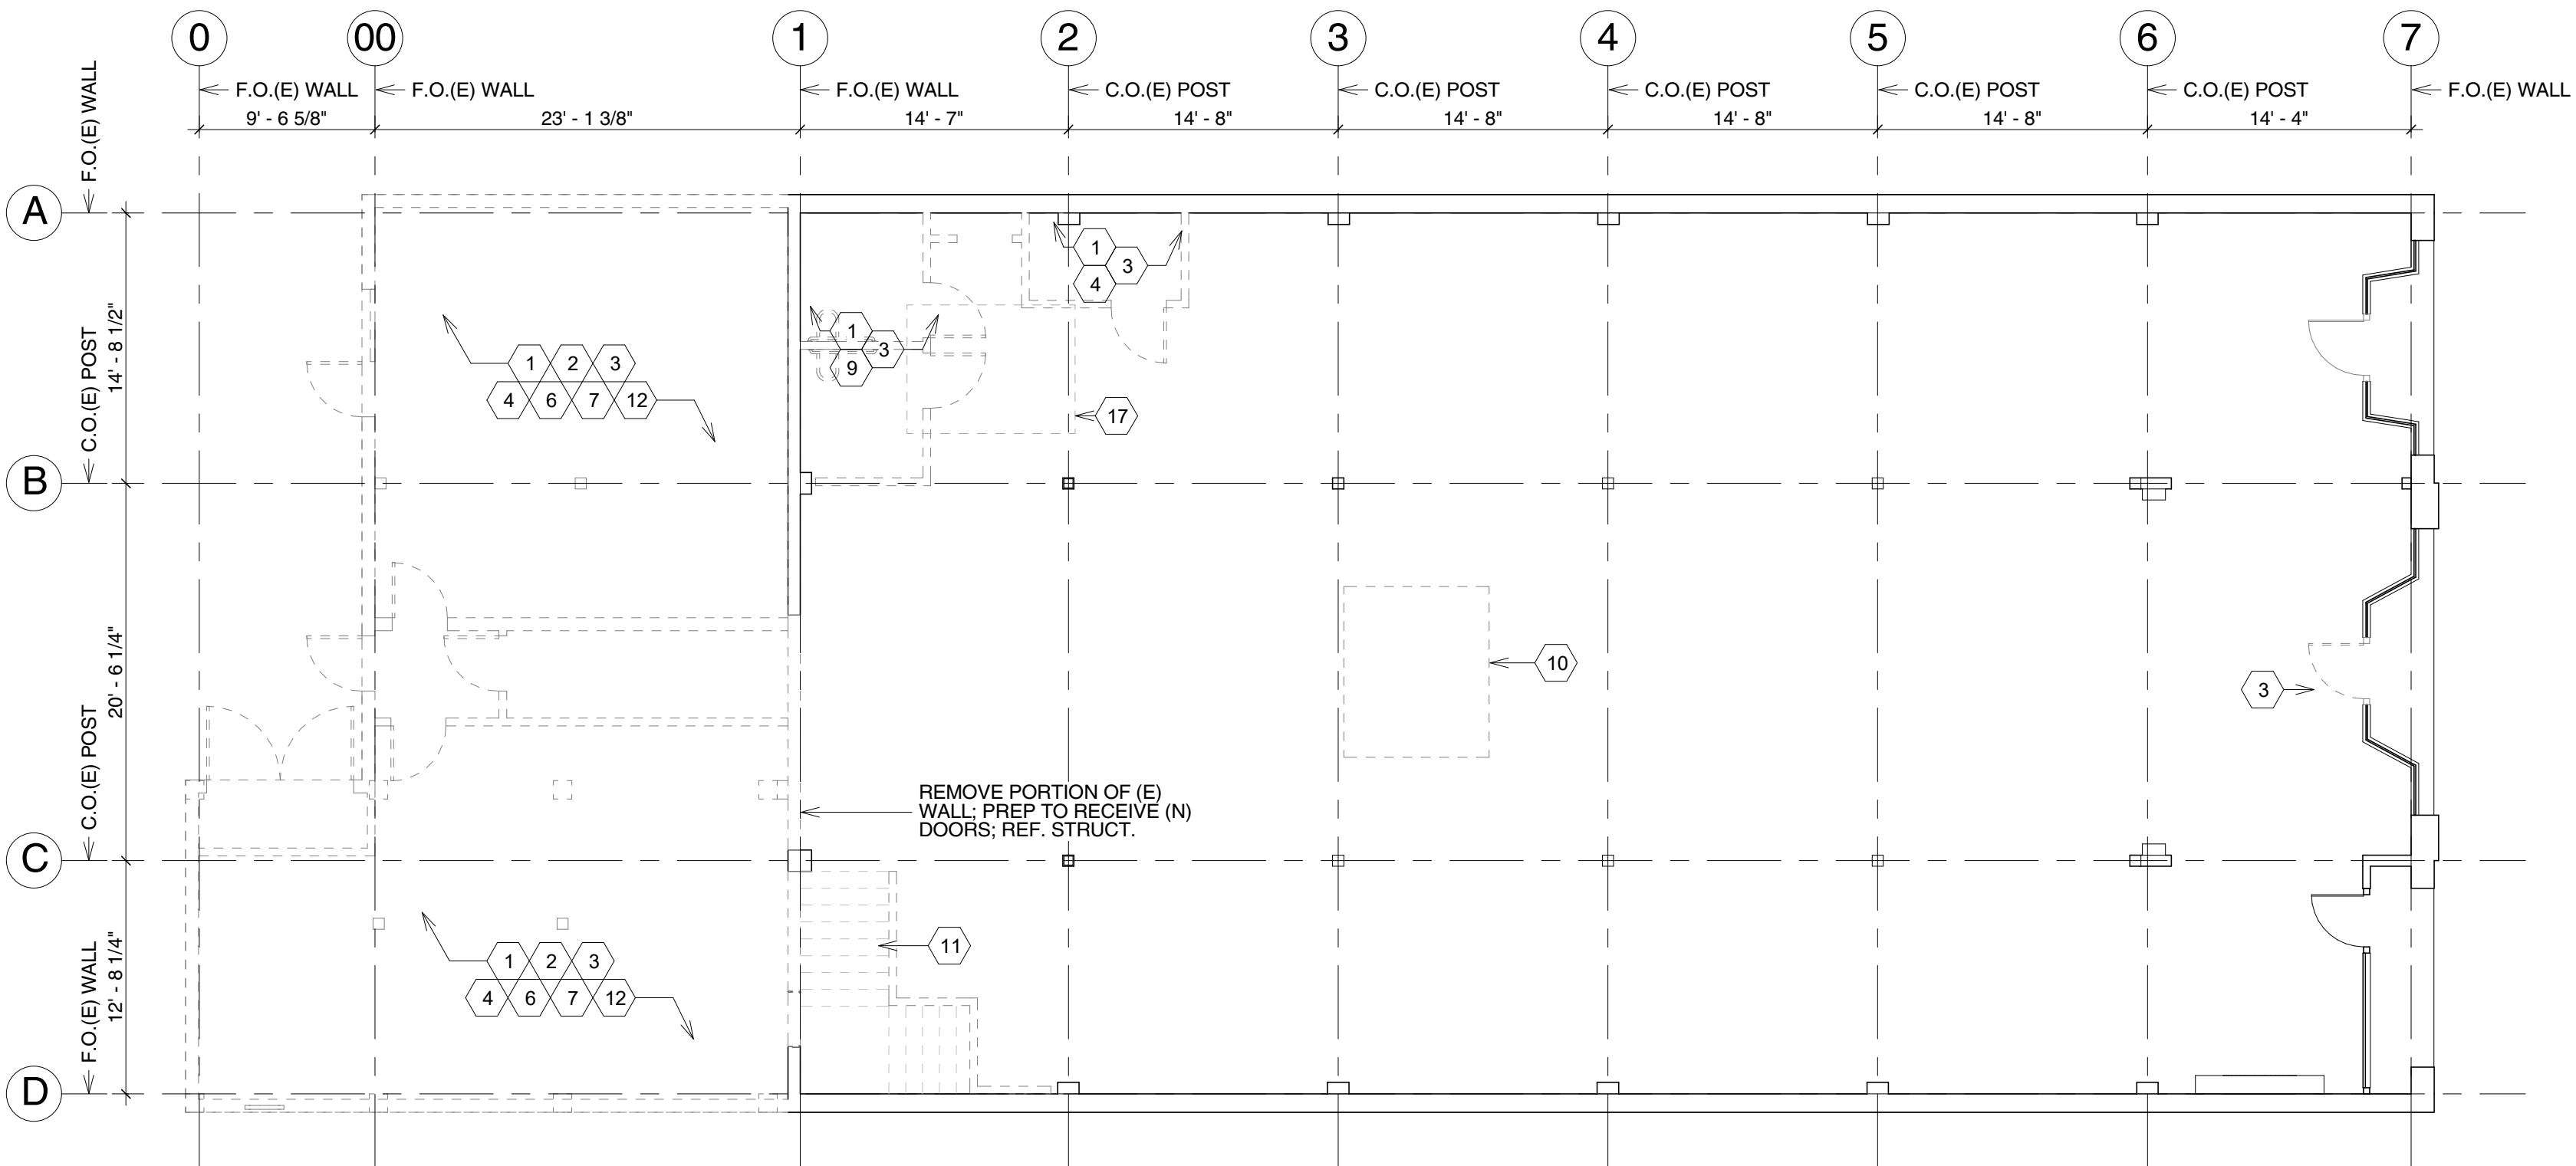 0 00 1 2 3 4 5 6 7
F.O.(E) WALL F.O.(E) WALL F.O.(E) WALL C.O.(E) POST C.O.(E) POST C.O.(E) POST C.O.(E) POST C.O.(E) POST F.O.(E) WALL
9' - 6 5/8" 23' - 1 3/8" 14' - 7" 14' - 8" 14' - 8" 14' - 8" 14' - 8" 14' - 4"
F.O.(E) WALL
A
14' - 8 1/2"
C.O.(E) POST
B
20' - 6 1/4"
C.O.(E) POST
C
12' - 8 1/4"
F.O.(E) WALL
D
1 2 3
4 6 7 12
1
3
9
1
3
4
17
10
3
REMOVE PORTION OF (E)
WALL; PREP TO RECEIVE (N)
DOORS; REF. STRUCT.
11
1 2 3
4 6 7 12